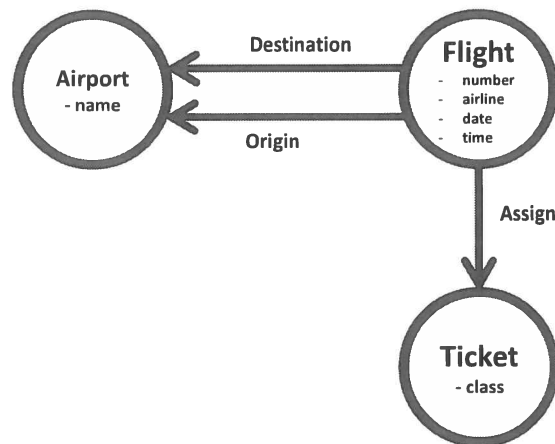 Destination
Airport
- name
Origin
Flight
- number
- airline
- date
- time
Assign
Ticket
- class